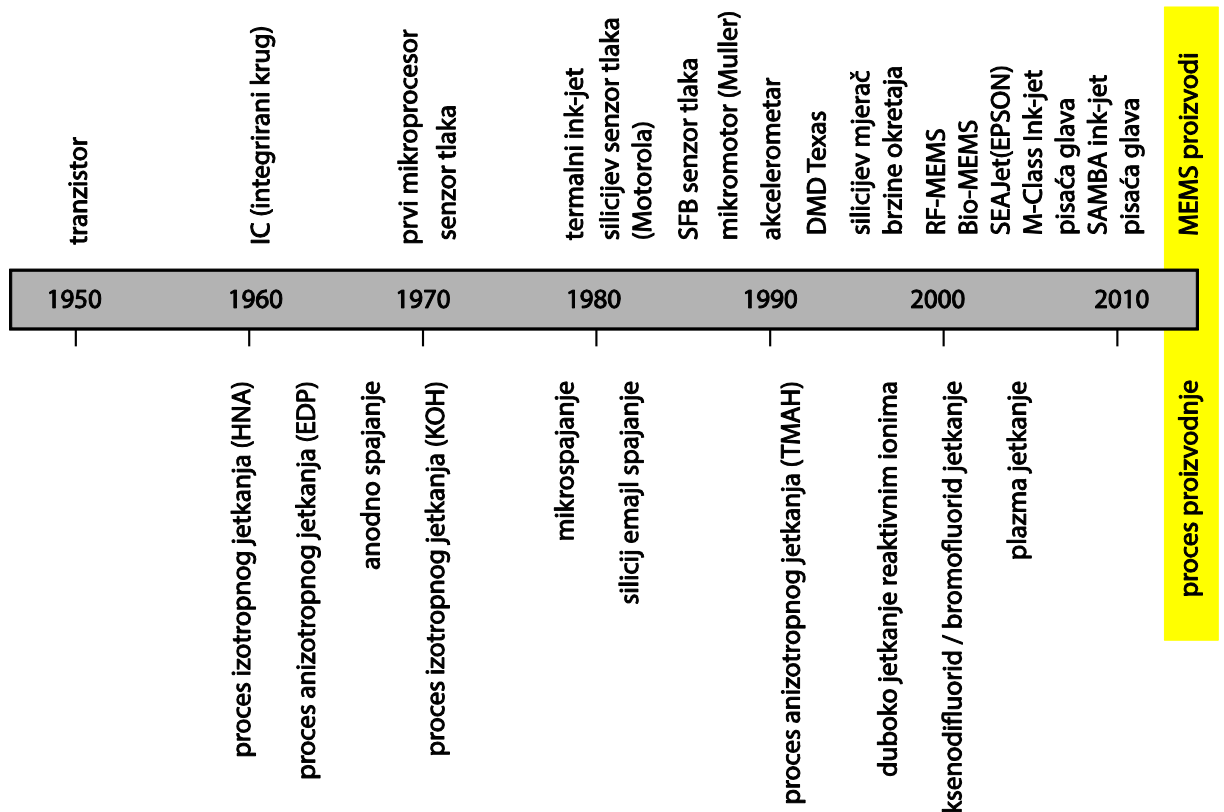 tranzistor
IC (integrirani krug)
prvi mikroprocesor
senzor tlaka
termalni ink-jet
silicijev senzor tlaka
(Motorola)
SFB senzor tlaka
mikromotor (Muller)
akcelerometar
DMD Texas
silicijev mjerač
brzine okretaja
RF-MEMS
Bio-MEMS
SEAJet(EPSON)
M-Class Ink-jet
pisaća glava
SAMBA ink-jet
pisaća glava
MEMS proizvodi
1950
1960
1970
1980
1990
2000
2010
proces izotropnog jetkanja (HNA)
proces anizotropnog jetkanja (EDP)
anodno spajanje
proces izotropnog jetkanja (KOH)
mikrospajanje
silicij emajl spajanje
proces anizotropnog jetkanja (TMAH)
duboko jetkanje reaktivnim ionima
ksenodifluorid / bromofluorid jetkanje
plazma jetkanje
proces proizvodnje